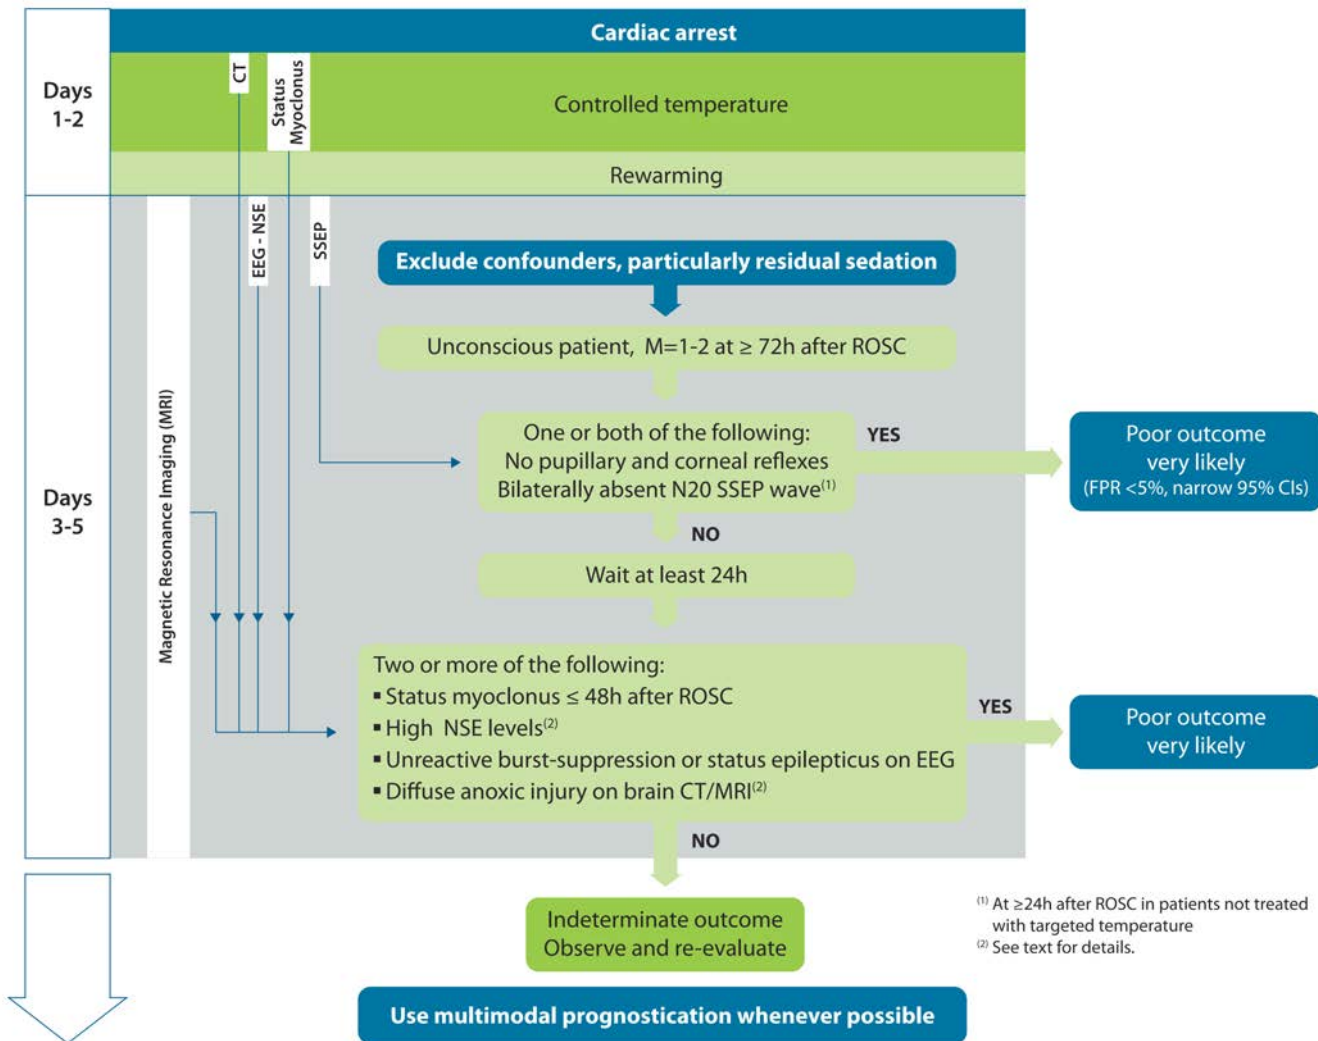 Cardiac arrest
Days
1-2
CT
Status
Myoclonus
Controlled temperature
Rewarming
Days
3-5
Magnetic Resonance Imaging (MRI)
EEG - NSE
SSEP
Exclude confounders, particularly residual sedation
Unconscious patient, M=1-2 at ≥ 72h after ROSC
One or both of the following:
No pupillary and corneal reflexes
Bilaterally absent N20 SSEP wave(1)
YES
Poor outcome
very likely
(FPR <5%, narrow 95% CIs)
NO
Wait at least 24h
Two or more of the following:
▪ Status myoclonus ≤ 48h after ROSC
▪ High NSE levels(2)
▪ Unreactive burst-suppression or status epilepticus on EEG
▪ Diffuse anoxic injury on brain CT/MRI(2)
YES
Poor outcome
very likely
NO
Indeterminate outcome
Observe and re-evaluate
(1) At ≥24h after ROSC in patients not treated
with targeted temperature
(2) See text for details.
Use multimodal prognostication whenever possible